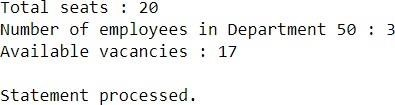 Total seats : 20
Number of employees in Department 50 : 3
Available vacancies : 17
Statement processed.